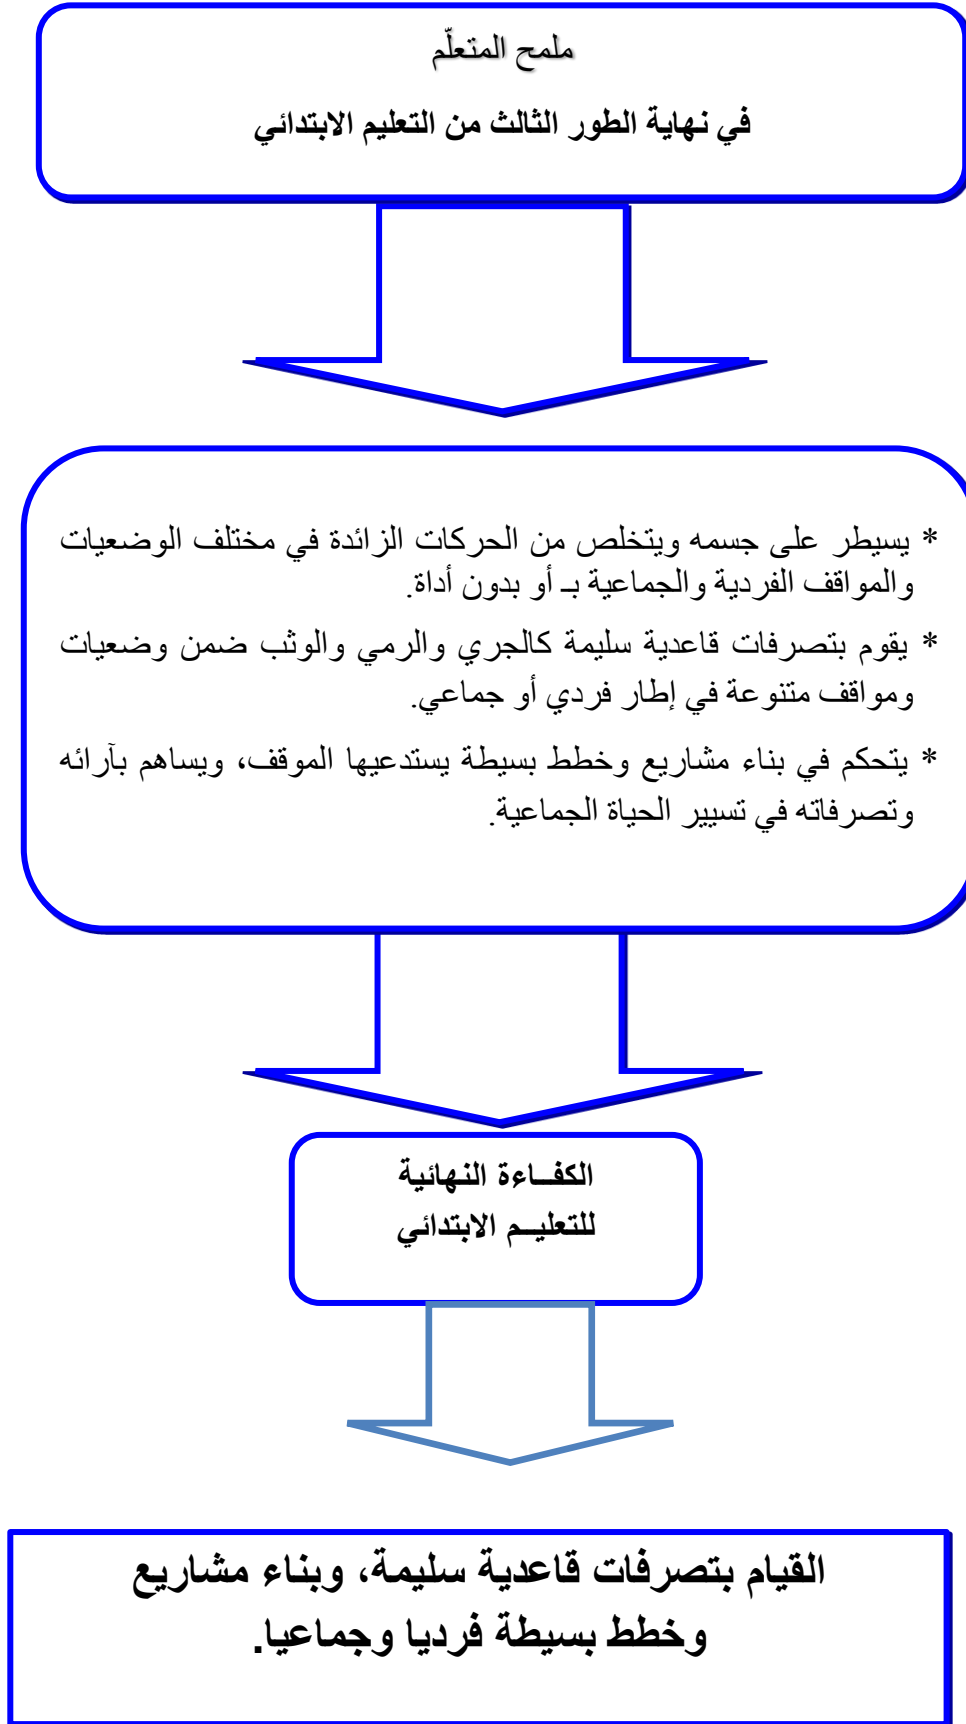 ملمح المتعلّم
في نهاية الطور الثالث من التعليم الابتدائي
* يسيطر على جسمه ويتخلص من الحركات الزائدة في مختلف الوضعيات
والمواقف الفردية والجماعية بـ أو بدون أداة.
* يقوم بتصرفات قاعدية سليمة كالجري والرمي والوثب ضمن وضعيات
ومواقف متنوعة في إطار فردي أو جماعي.
* يتحكم في بناء مشاريع وخطط بسيطة يستدعيها الموقف، ويساهم بآرائه
وتصرفاته في تسيير الحياة الجماعية.
الكفــاءة النهائية
للتعليــم الابتدائي
القيام بتصرفات قاعدية سليمة، وبناء مشاريع
وخطط بسيطة فرديا وجماعيا.